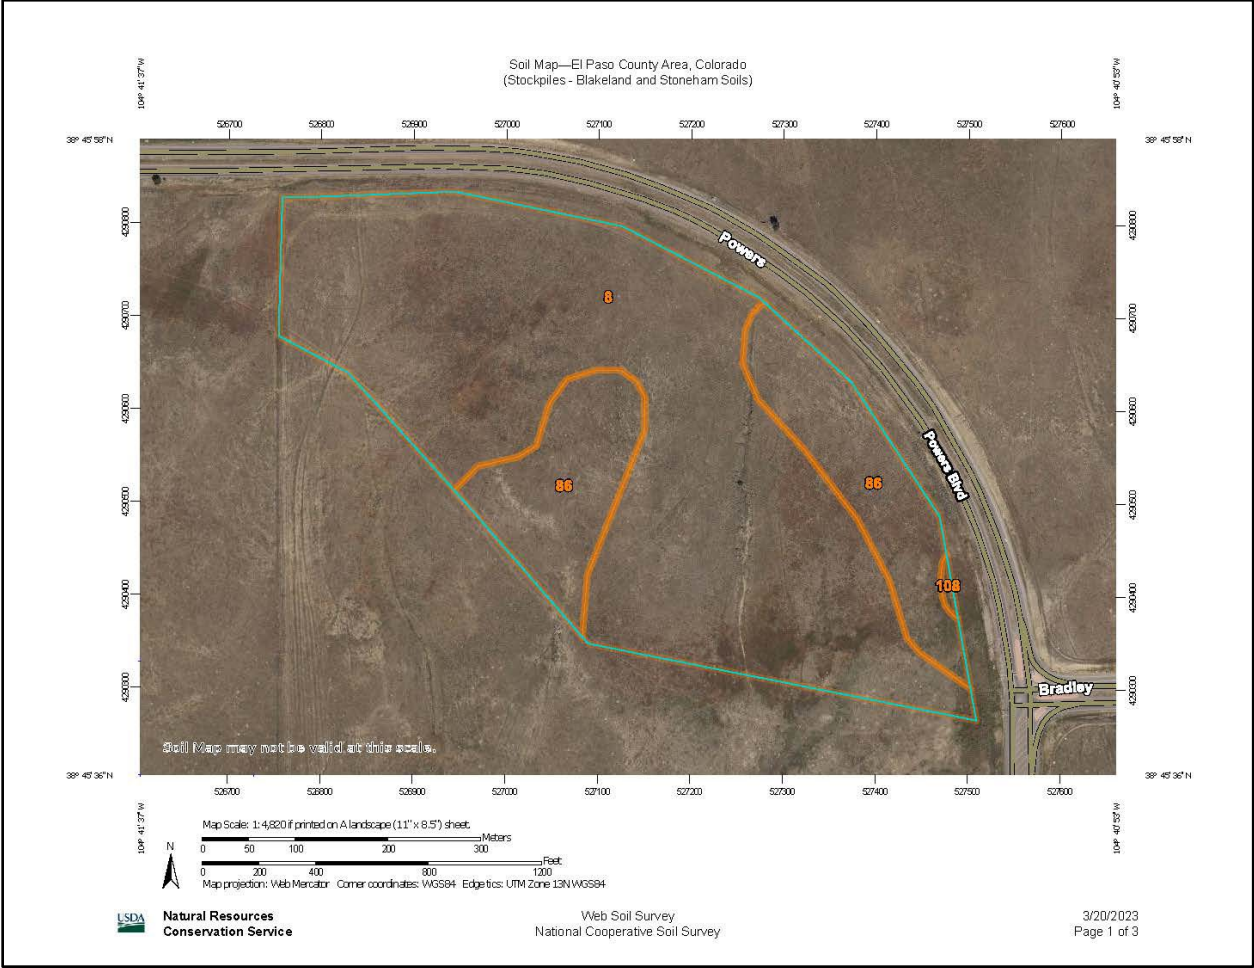 Soil Map—El Paso County Area, Colorado
(Stockpiles - Blakeland and Stoneham Soils)
104° 41' 37" W
104° 40' 53" W
526700 526800 526900 527000 527100 527200 527300 527400 527500 527600
38° 45' 58" N
38° 45' 58" N
4290800
4290800
Powers
8
4290700
4290700
4290600
4290600
Powers Blvd
86
86
4290500
4290500
108
4290400
4290400
4290300
4290300
Bradley
Soil Map may not be valid at this scale.
38° 45' 36" N
38° 45' 36" N
526700 526800 526900 527000 527100 527200 527300 527400 527500 527600
104° 41' 37" W
104° 40' 53" W
Map Scale: 1:4,820 if printed on A landscape (11" x 8.5") sheet.
Meters
0 50 100 200 300
Feet
0 200 400 800 1200
N
Map projection: Web Mercator Corner coordinates: WGS84 Edge tics: UTM Zone 13N WGS84
USDA
Natural Resources
Conservation Service
Web Soil Survey
National Cooperative Soil Survey
3/20/2023
Page 1 of 3